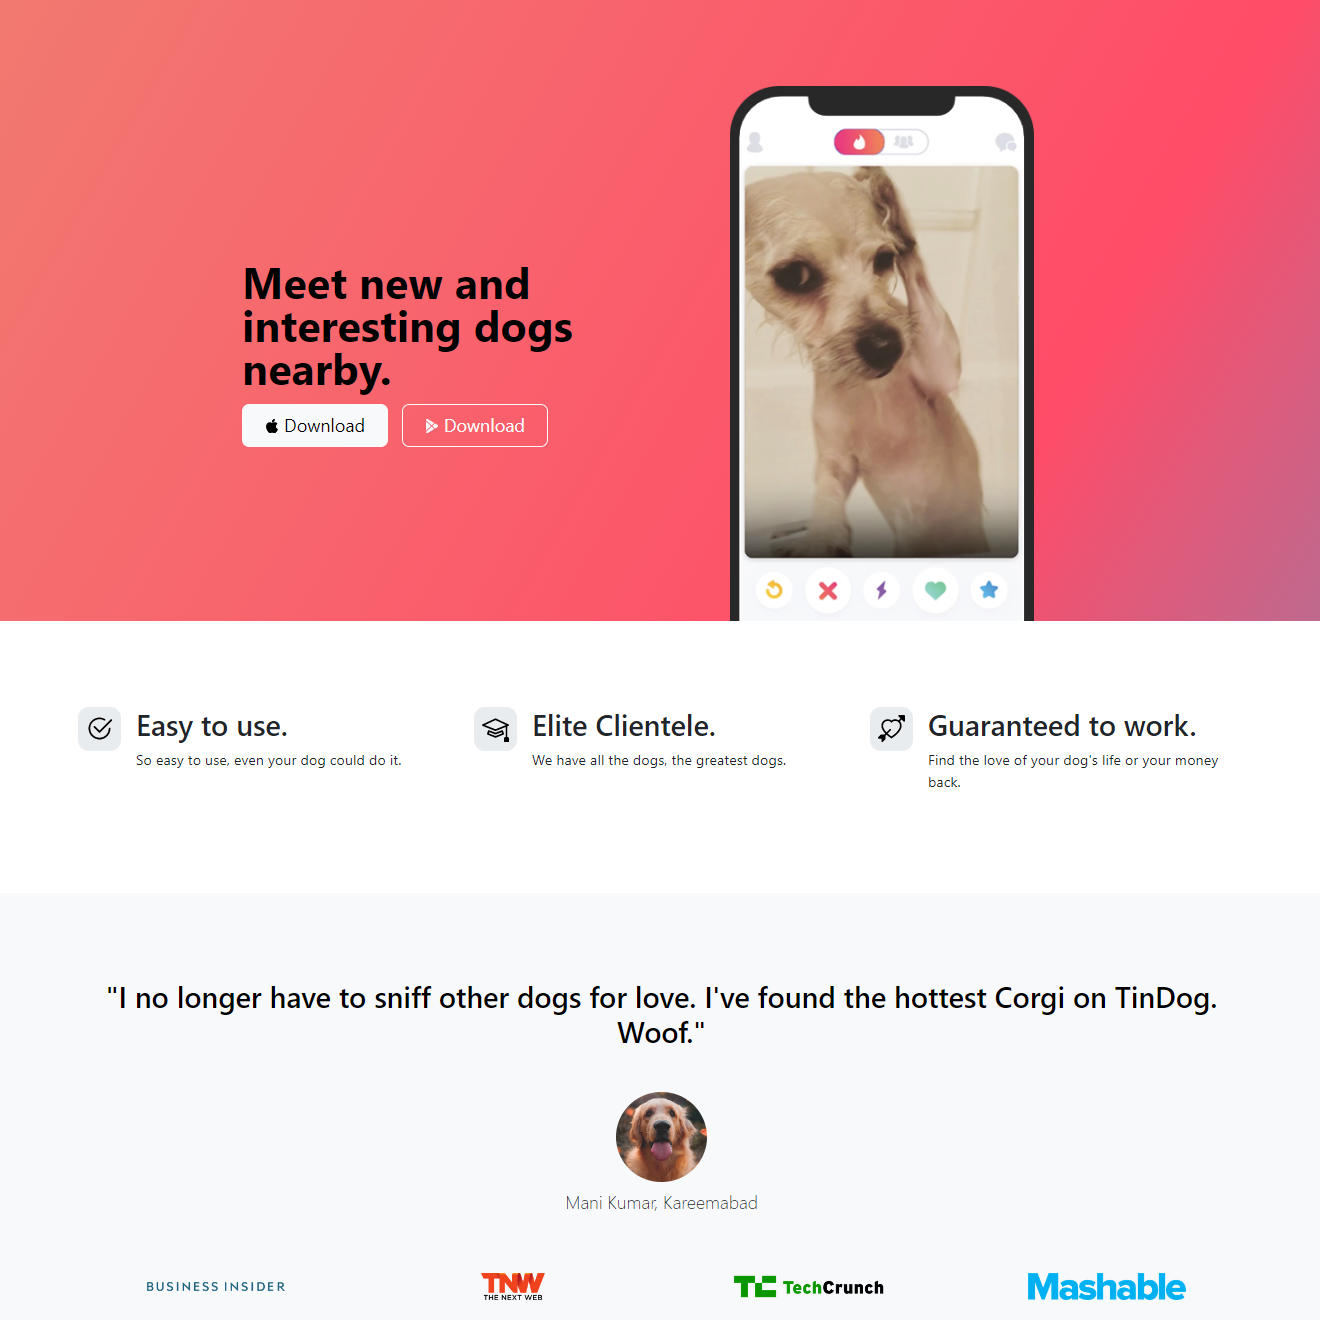 Meet new and
interesting dogs
nearby.
Download
Download
Easy to use.
So easy to use, even your dog could do it.
Elite Clientele.
We have all the dogs, the greatest dogs.
Guaranteed to work.
Find the love of your dog's life or your money
back.
"I no longer have to sniff other dogs for love. I've found the hottest Corgi on TinDog.
Woof."
Mani Kumar, Kareemabad
BUSINESS INSIDER
TNW
THE NEXT WEB
TC TechCrunch
Mashable